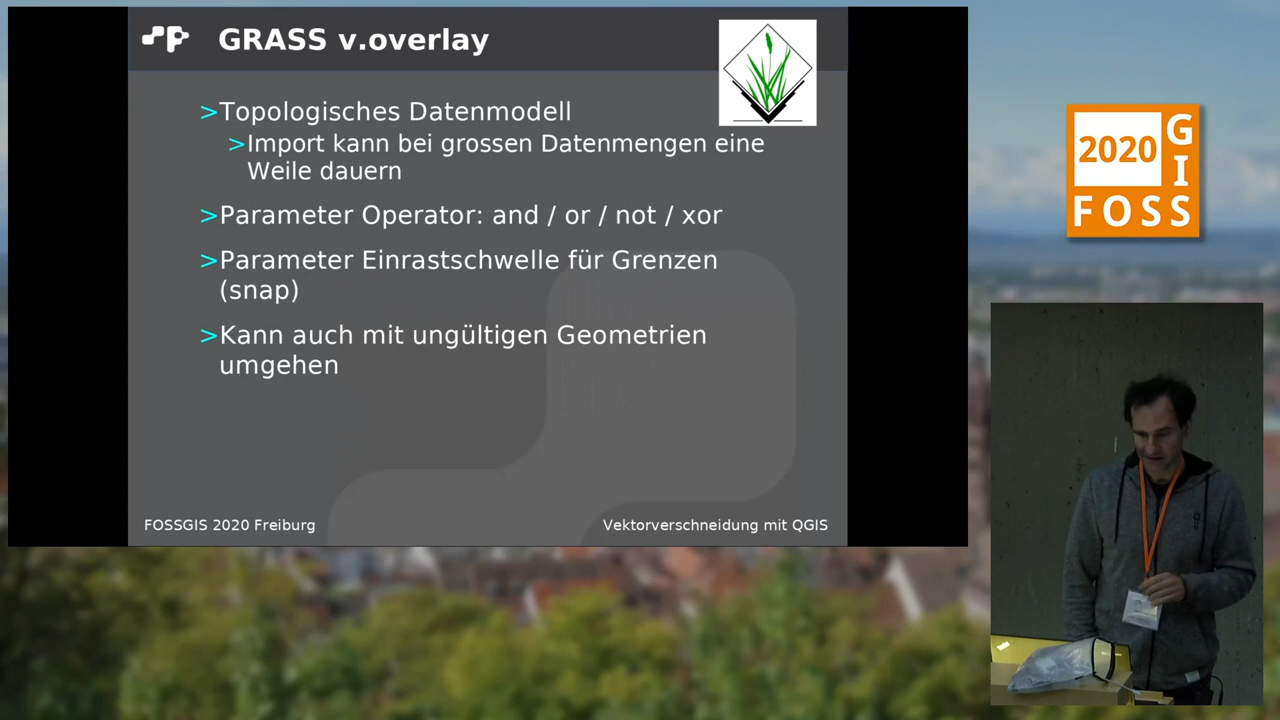 GRASS v.overlay
>Topologisches Datenmodell
>Import kann bei grossen Datenmengen eine
Weile dauern
>Parameter Operator: and / or / not / xor
>Parameter Einrastschwelle für Grenzen
(snap)
>Kann auch mit ungültigen Geometrien
umgehen
FOSSGIS 2020 Freiburg
Vektorverschneidung mit QGIS
2020
GIS
FOSS